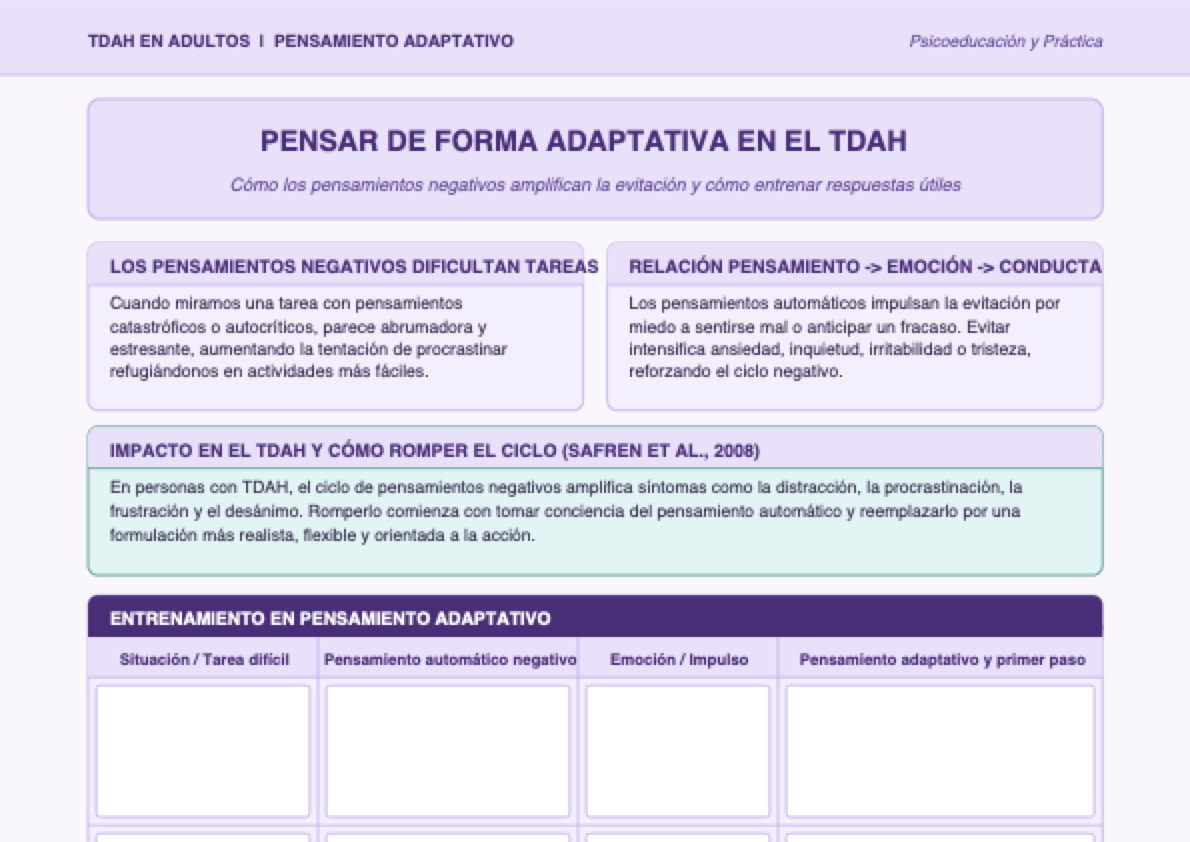 TDAH EN ADULTOS | PENSAMIENTO ADAPTATIVO
Psicoeducación y Práctica
PENSAR DE FORMA ADAPTATIVA EN EL TDAH
Cómo los pensamientos negativos amplifican la evitación y cómo entrenar respuestas útiles
LOS PENSAMIENTOS NEGATIVOS DIFICULTAN TAREAS
Cuando miramos una tarea con pensamientos
catastróficos o autocríticos, parece abrumadora y
estresante, aumentando la tentación de procrastinar
refugiándonos en actividades más fáciles.
RELACIÓN PENSAMIENTO -> EMOCIÓN -> CONDUCTA
Los pensamientos automáticos impulsan la evitación por
miedo a sentirse mal o anticipar un fracaso. Evitar
intensifica ansiedad, inquietud, irritabilidad o tristeza,
reforzando el ciclo negativo.
IMPACTO EN EL TDAH Y CÓMO ROMPER EL CICLO (SAFREN ET AL., 2008)
En personas con TDAH, el ciclo de pensamientos negativos amplifica síntomas como la distracción, la procrastinación, la
frustración y el desánimo. Romperlo comienza con tomar conciencia del pensamiento automático y reemplazarlo por una
formulación más realista, flexible y orientada a la acción.
ENTRENAMIENTO EN PENSAMIENTO ADAPTATIVO
Situación / Tarea difícil
Pensamiento automático negativo
Emoción / Impulso
Pensamiento adaptativo y primer paso